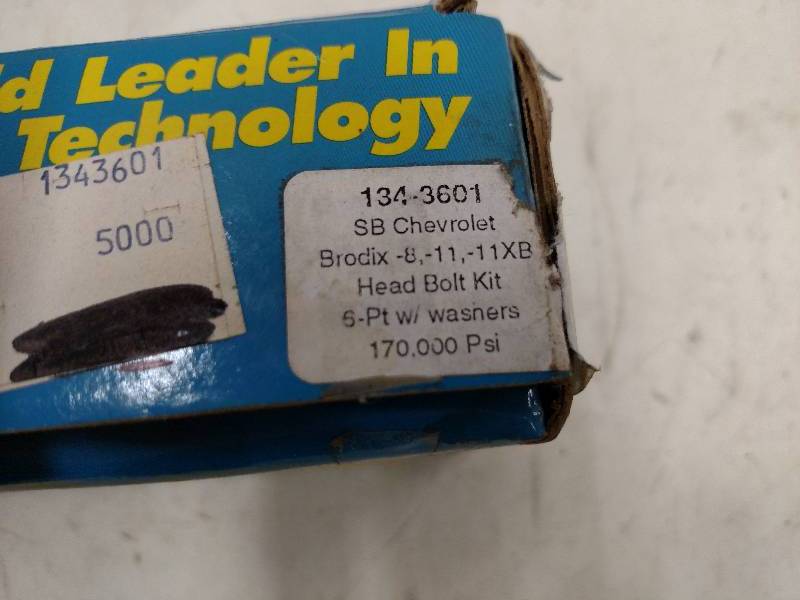 'd Leader In
Technology
1343601
5000
134-3601
SB Chevrolet
Brodix -8,-11,-11XB
Head Bolt Kit
6-Pt w/ washers
170,000 Psi